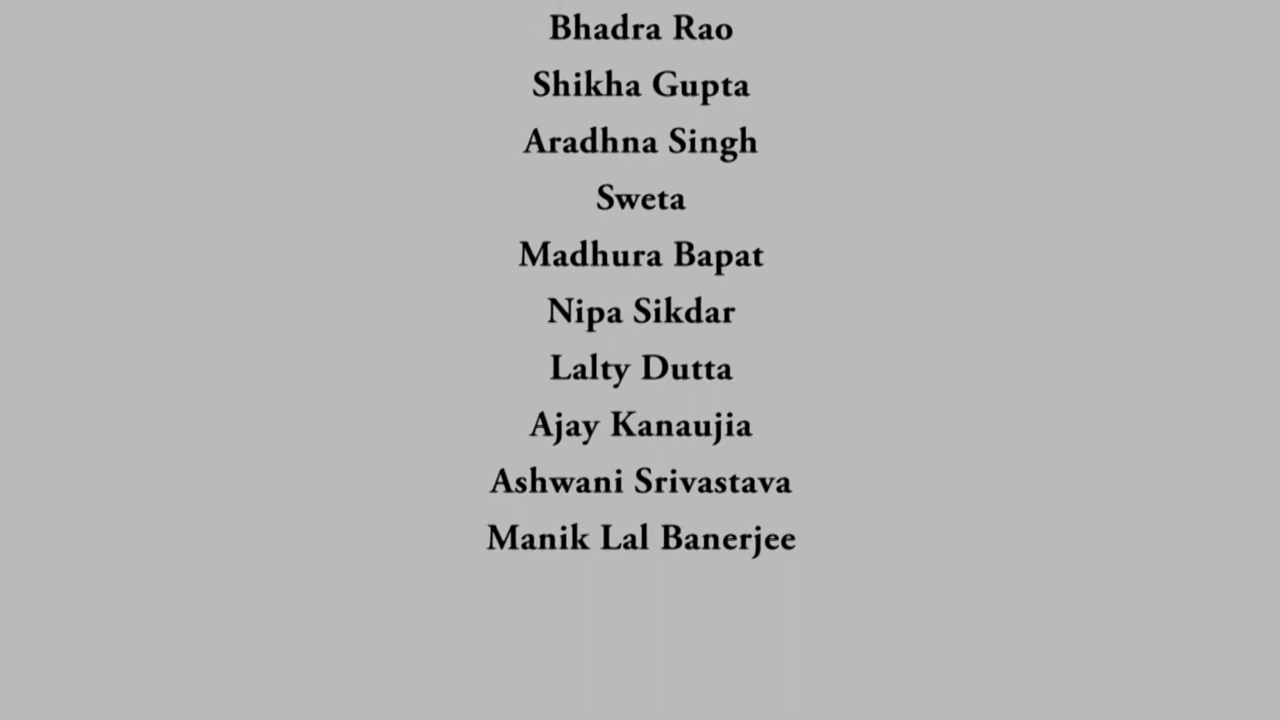 Bhadra Rao
Shikha Gupta
Aradhna Singh
Sweta
Madhura Bapat
Nipa Sikdar
Lalty Dutta
Ajay Kanaujia
Ashwani Srivastava
Manik Lal Banerjee